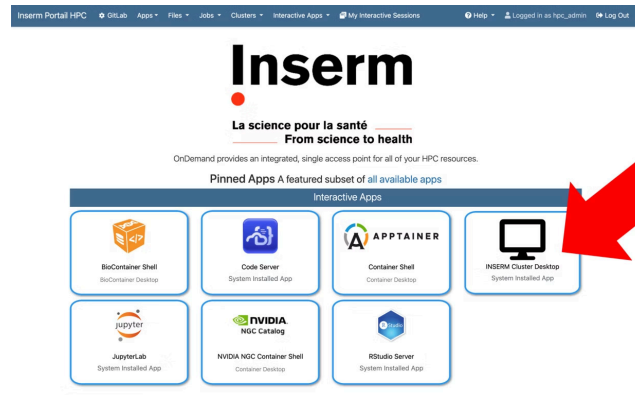 Inserm Portail HPC GitLab Apps Files Jobs Clusters Interactive Apps My Interactive Sessions Help Logged in as hpc_admin Log Out
Inserm
La science pour la santé
From science to health
OnDemand provides an integrated, single access point for all of your HPC resources.
Pinned Apps A featured subset of all available apps
Interactive Apps
APPTAINER
BioContainer Shell Code Server Container Shell INSERM Cluster Desktop
BioContainer Desktop System Installed App Container Desktop System Installed App
jupyter NVIDIA. Studio
NGC Catalog
JupyterLab NVIDIA NGC Container Shell RStudio Server
System Installed App Container Desktop System Installed App